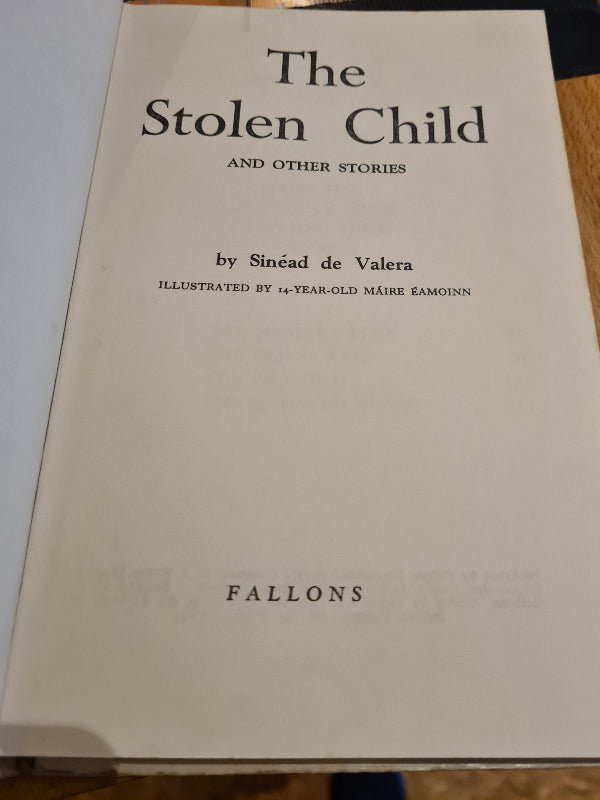 The
Stolen Child
AND OTHER STORIES
by Sinéad de Valera
ILLUSTRATED BY 14-YEAR-OLD MÁIRE ÉAMOINN
FALLONS